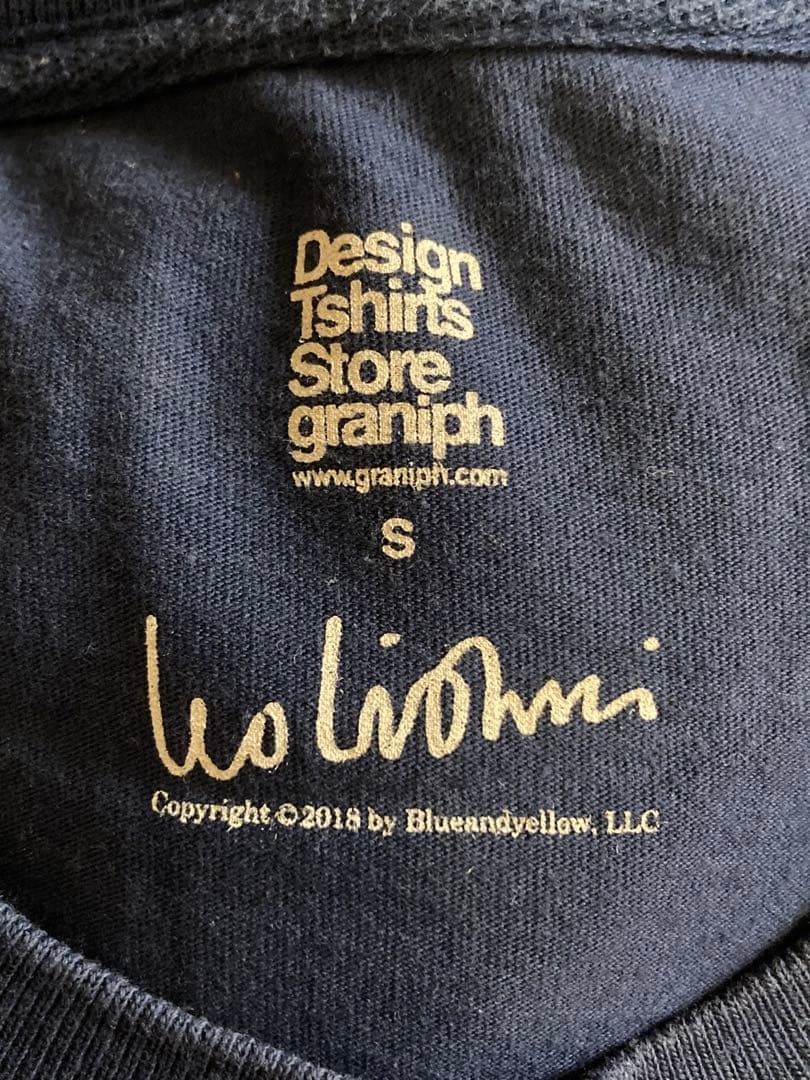 Design
Tshirts
Store
graniph
www.graniph.com
S
Leo Lionni
Copyright ©2018 by Blueandyellow, LLC